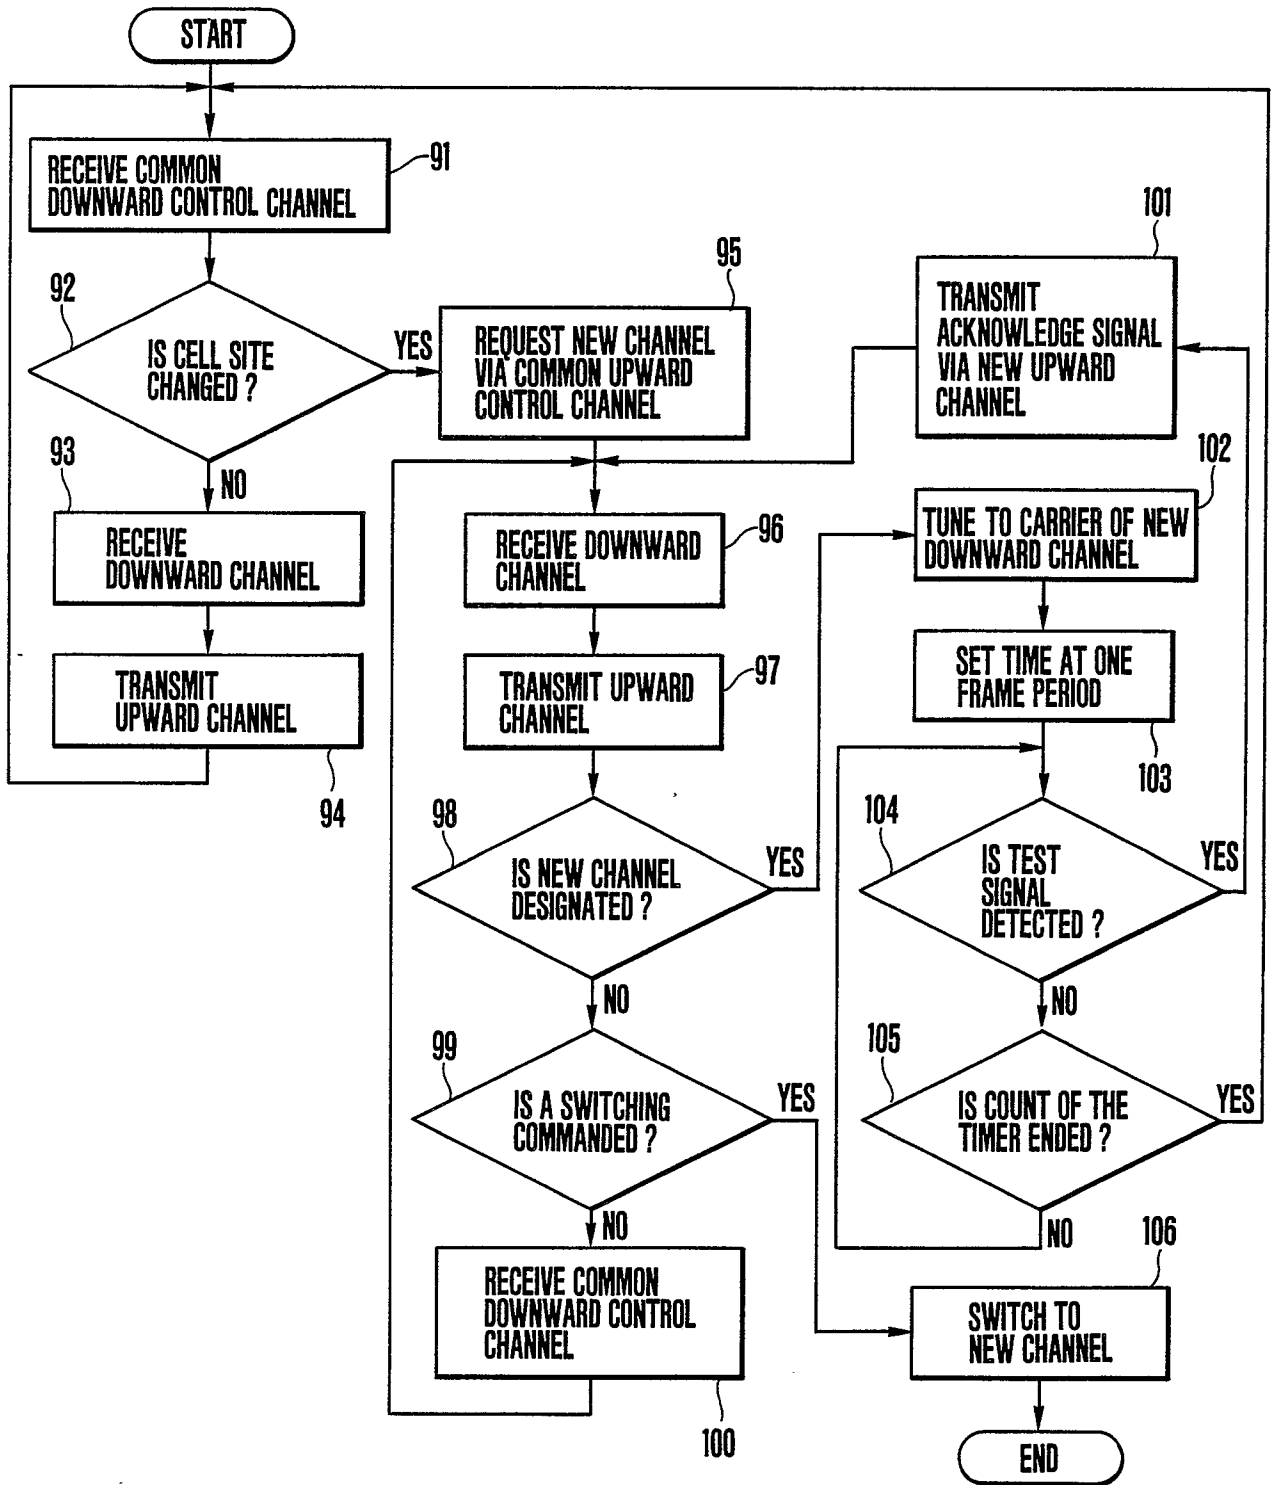 START
RECEIVE COMMON
DOWNWARD CONTROL CHANNEL
91
92
IS CELL SITE
CHANGED ?
YES
NO
93
RECEIVE
DOWNWARD CHANNEL
TRANSMIT
UPWARD CHANNEL
94
95
REQUEST NEW CHANNEL
VIA COMMON UPWARD
CONTROL CHANNEL
RECEIVE DOWNWARD
CHANNEL
96
TRANSMIT UPWARD
CHANNEL
97
98
IS NEW CHANNEL
DESIGNATED ?
YES
NO
99
IS A SWITCHING
COMMANDED ?
YES
NO
RECEIVE COMMON
DOWNWARD CONTROL
CHANNEL
100
101
TRANSMIT
ACKNOWLEDGE SIGNAL
VIA NEW UPWARD
CHANNEL
102
TUNE TO CARRIER OF NEW
DOWNWARD CHANNEL
SET TIME AT ONE
FRAME PERIOD
103
104
IS TEST
SIGNAL
DETECTED ?
YES
NO
105
IS COUNT OF THE
TIMER ENDED ?
YES
NO
106
SWITCH TO
NEW CHANNEL
END